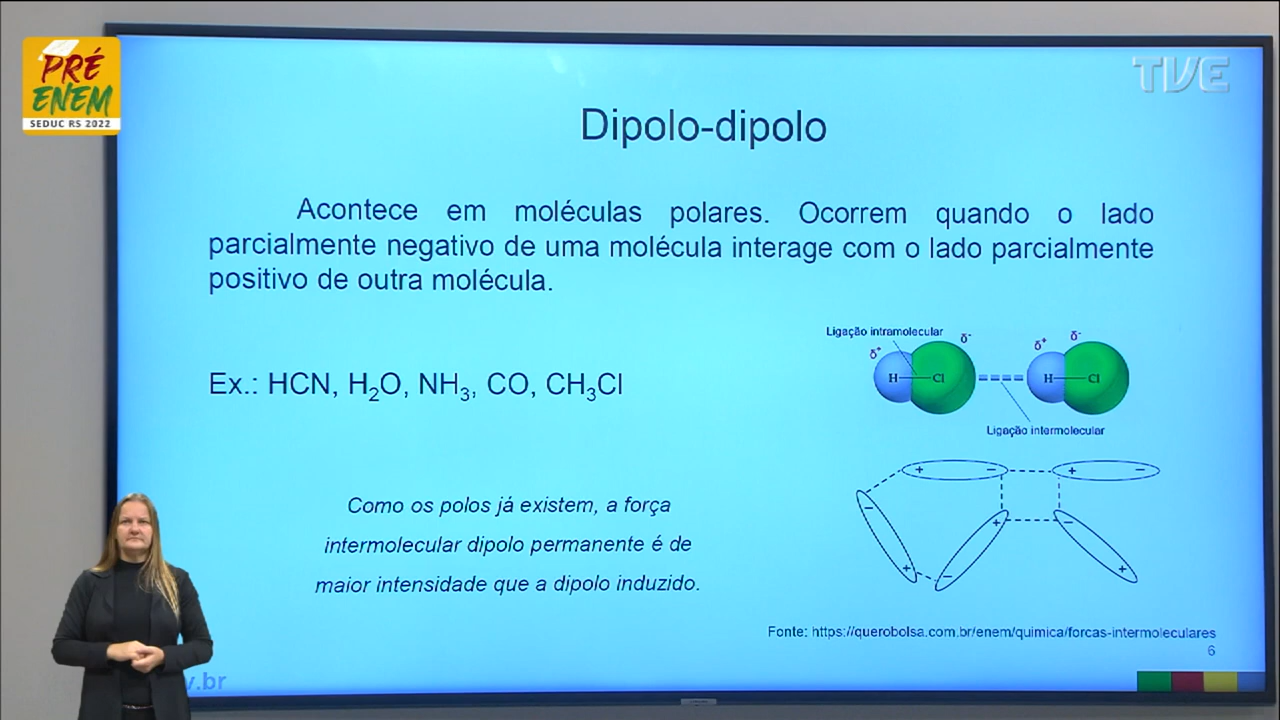 PRÉ
ENEM
SEDUC RS 2022
TVE
Dipolo-dipolo
Acontece em moléculas polares. Ocorrem quando o lado
parcialmente negativo de uma molécula interage com o lado parcialmente
positivo de outra molécula.
Ex.: HCN, H₂O, NH₃, CO, CH₃Cl
Ligação intramolecular
δ⁺ δ⁻ δ⁺ δ⁻
H Cl H Cl
Ligação intermolecular
+ − + −
− + − + − +
Como os polos já existem, a força
intermolecular dipolo permanente é de
maior intensidade que a dipolo induzido.
Fonte: https://querobolsa.com.br/enem/quimica/forcas-intermoleculares
6
v.br